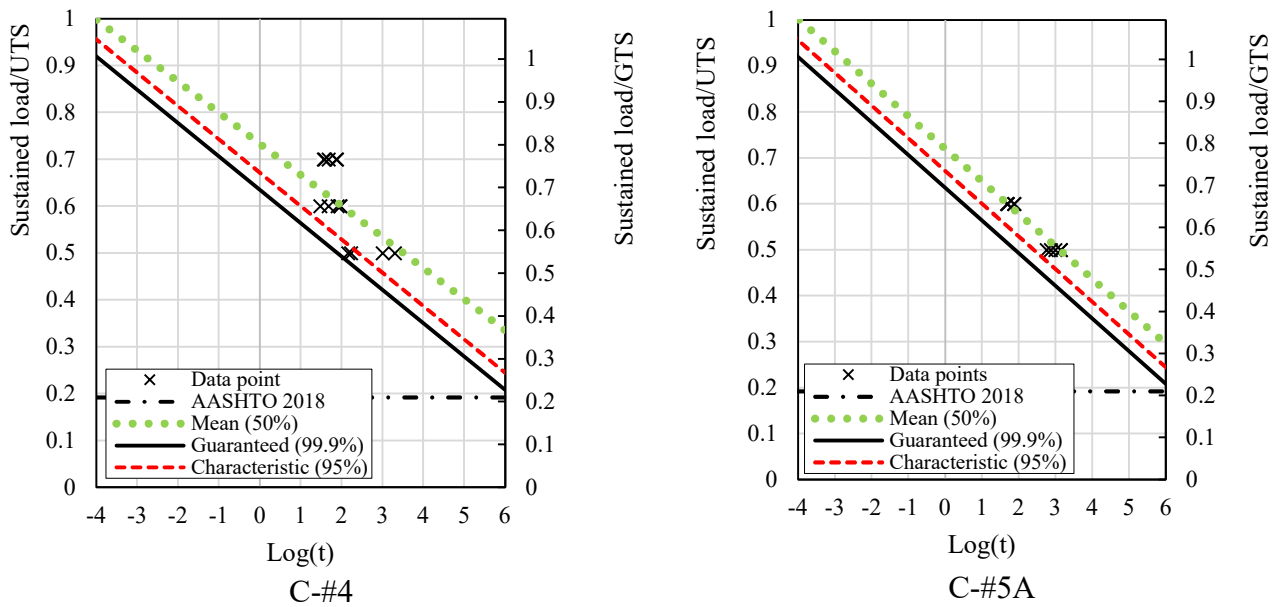 Sustained load/UTS
1
0.9
0.8
0.7
0.6
0.5
0.4
0.3
0.2
0.1
0
Data point
AASHTO 2018
Mean (50%)
Guaranteed (99.9%)
Characteristic (95%)
-4 -3 -2 -1 0 1 2 3 4 5 6
Log(t)
1
0.9
0.8
0.7
0.6
0.5
0.4
0.3
0.2
0.1
0
Sustained load/GTS
C-#4
Sustained load/UTS
1
0.9
0.8
0.7
0.6
0.5
0.4
0.3
0.2
0.1
0
Data points
AASHTO 2018
Mean (50%)
Guaranteed (99.9%)
Characteristic (95%)
-4 -3 -2 -1 0 1 2 3 4 5 6
Log(t)
1
0.9
0.8
0.7
0.6
0.5
0.4
0.3
0.2
0.1
0
Sustained load/GTS
C-#5A